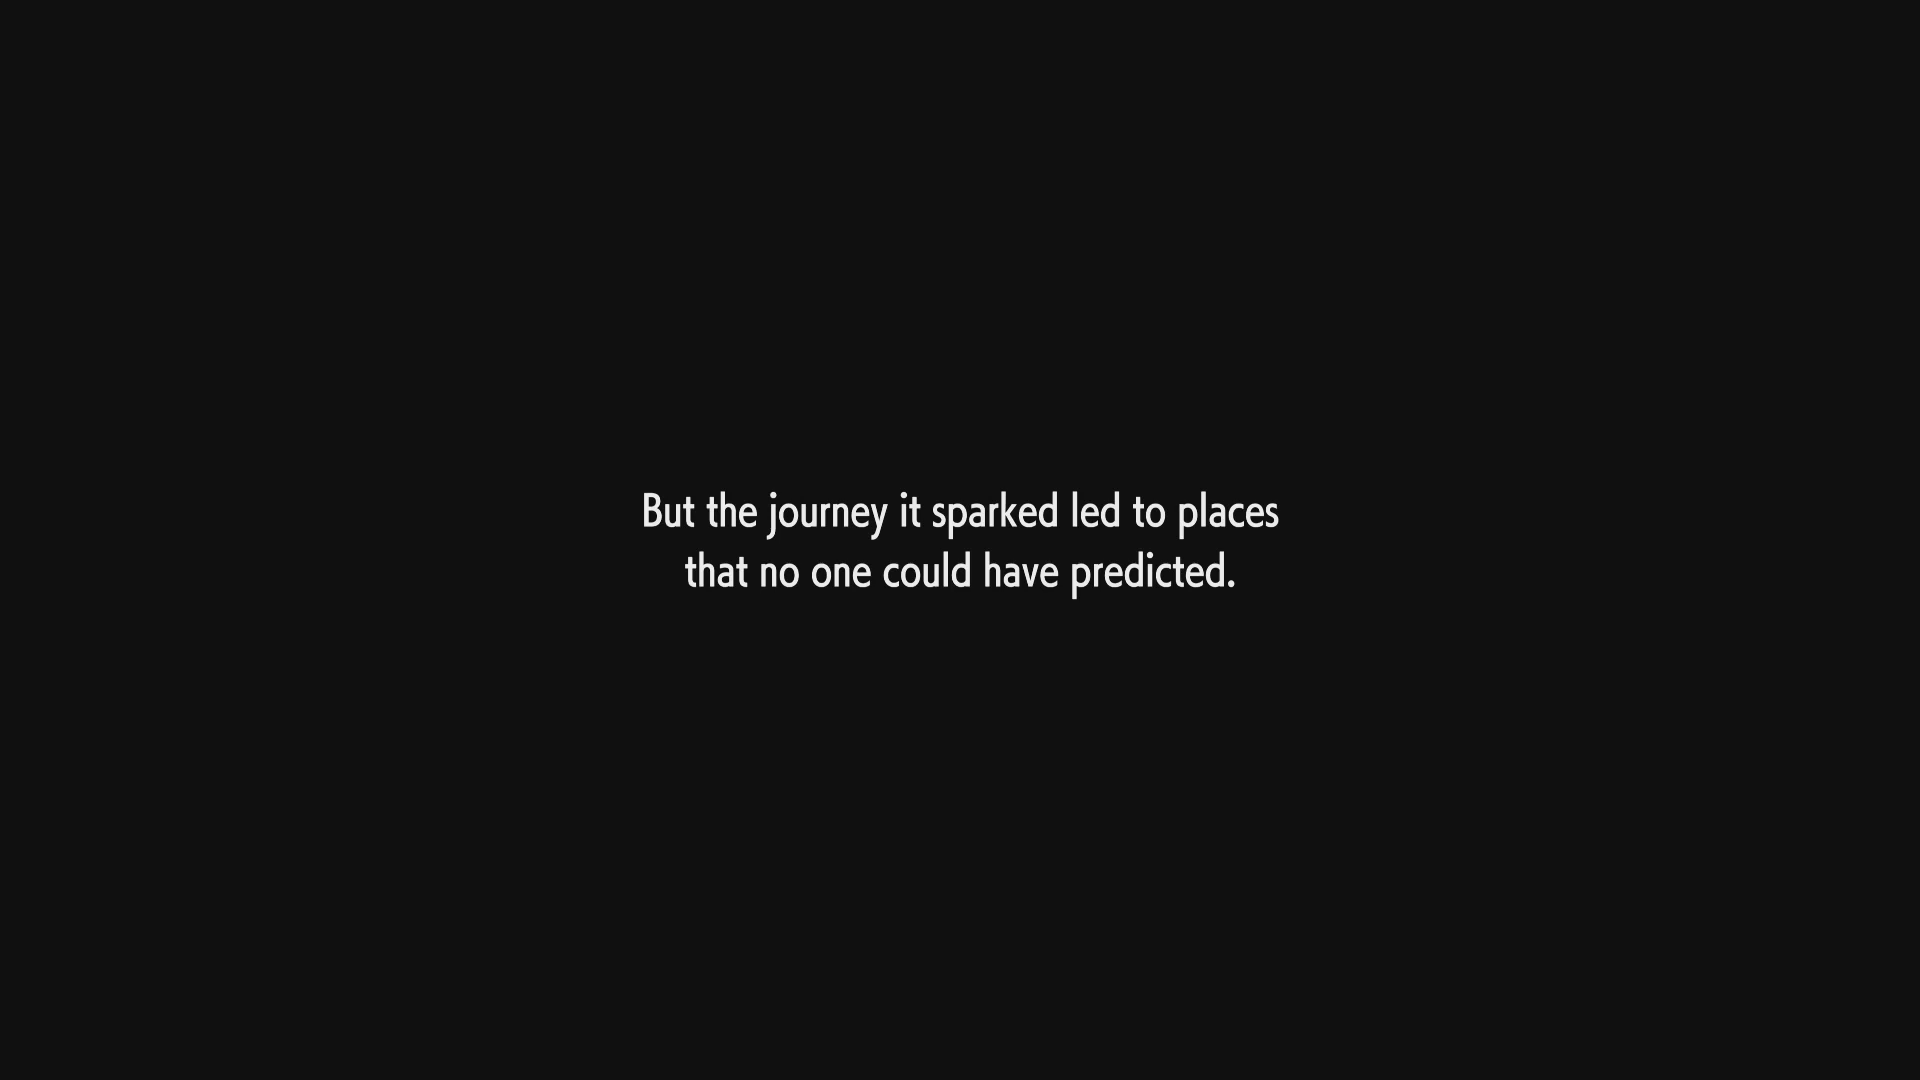 But the journey it sparked led to places
that no one could have predicted.